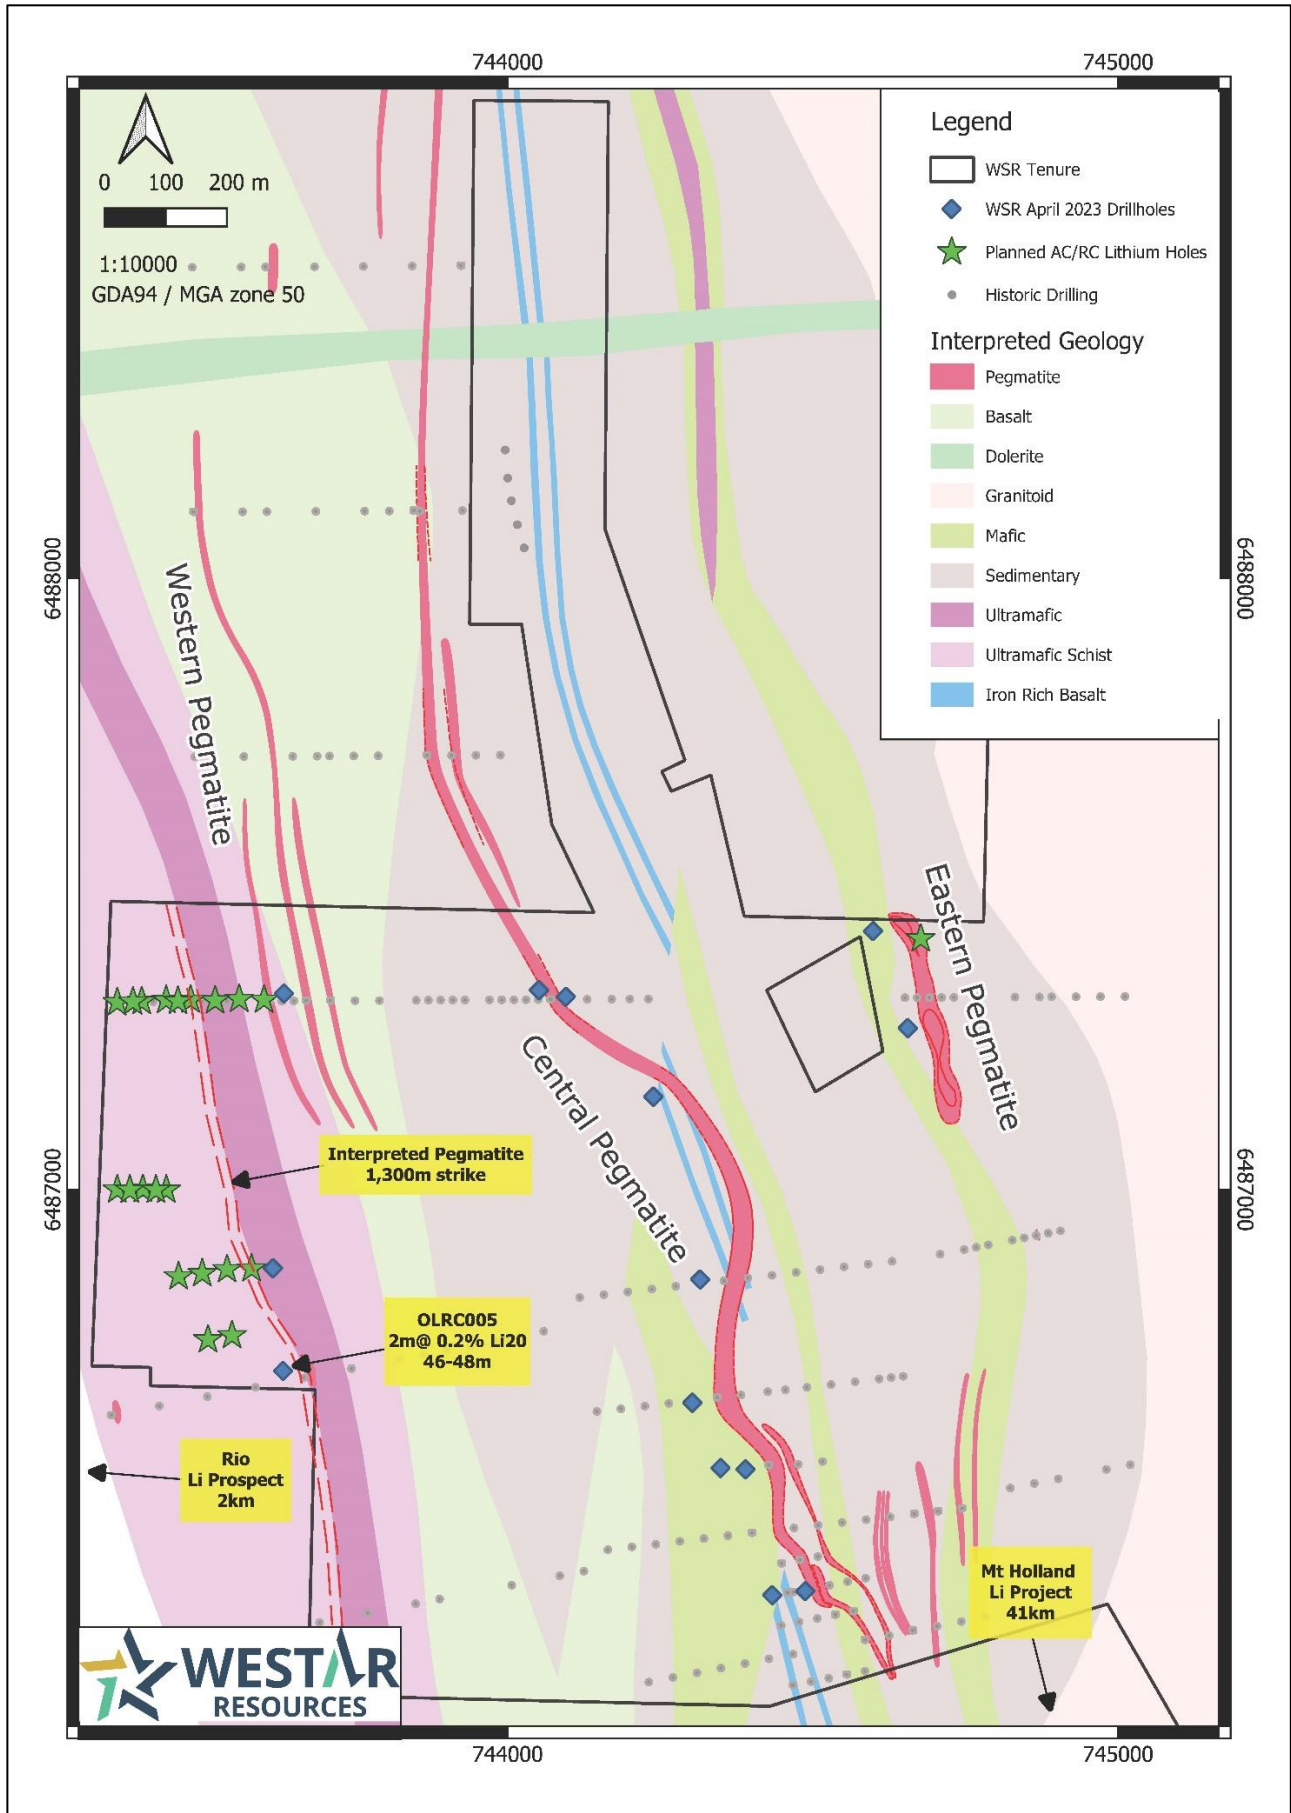 744000
745000
0 100 200 m
1:10000
GDA94 / MGA zone 50
Legend
WSR Tenure
WSR April 2023 Drillholes
Planned AC/RC Lithium Holes
Historic Drilling
Interpreted Geology
Pegmatite
Basalt
Dolerite
Granitoid
Mafic
Sedimentary
Ultramafic
Ultramafic Schist
Iron Rich Basalt
6488000
6488000
Western Pegmatite
Eastern Pegmatite
Central Pegmatite
Interpreted Pegmatite
1,300m strike
6487000
6487000
OLRC005
2m@ 0.2% Li20
46-48m
Rio
Li Prospect
2km
Mt Holland
Li Project
41km
WESTAR
RESOURCES
744000
745000